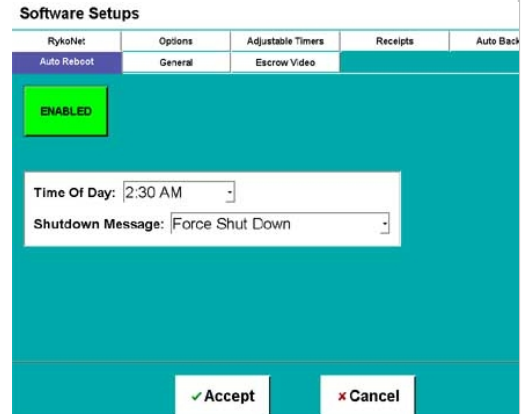 Software Setups
RykoNet Options Adjustable Timers Receipts Auto Back
Auto Reboot General Escrow Video
ENABLED
Time Of Day: 2:30 AM
Shutdown Message: Force Shut Down
Accept Cancel